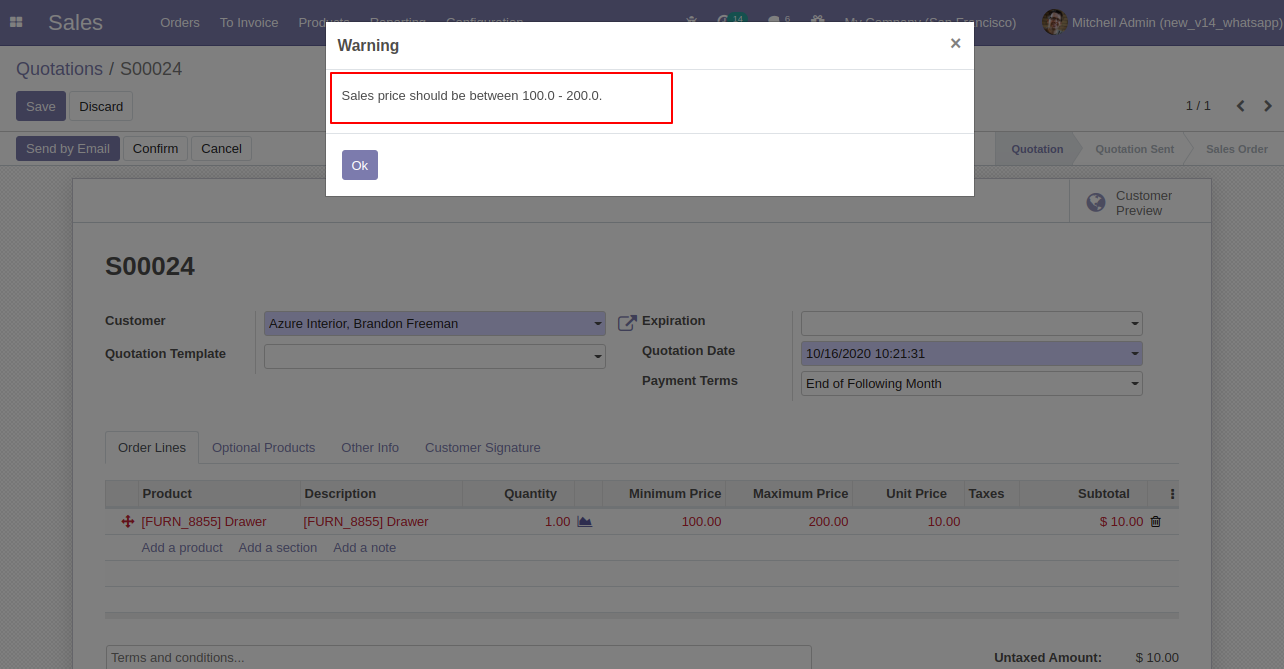 Sales
Orders To Invoice Products Reporting Configuration
14 6 My Company (San Francisco) Mitchell Admin (new_v14_whatsapp)
Warning ×
Quotations / S00024
Sales price should be between 100.0 - 200.0.
Save Discard
1 / 1
Send by Email Confirm Cancel
Ok
Quotation Quotation Sent Sales Order
Customer
Preview
S00024
Customer Azure Interior, Brandon Freeman
Expiration
Quotation Template
Quotation Date 10/16/2020 10:21:31
Payment Terms End of Following Month
Order Lines Optional Products Other Info Customer Signature
Product Description Quantity Minimum Price Maximum Price Unit Price Taxes Subtotal
[FURN_8855] Drawer [FURN_8855] Drawer 1.00 100.00 200.00 10.00 $ 10.00
Add a product Add a section Add a note
Terms and conditions...
Untaxed Amount: $ 10.00